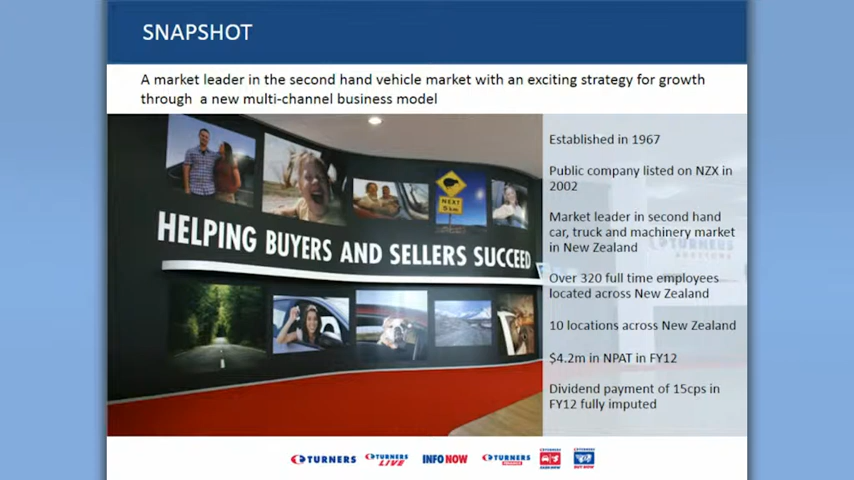 SNAPSHOT
A market leader in the second hand vehicle market with an exciting strategy for growth
through a new multi-channel business model
HELPING BUYERS AND SELLERS SUCCEED
NEXT
5 km
Established in 1967
Public company listed on NZX in
2002
Market leader in second hand
car, truck and machinery market
in New Zealand
Over 320 full time employees
located across New Zealand
10 locations across New Zealand
$4.2m in NPAT in FY12
Dividend payment of 15cps in
FY12 fully imputed
TURNERS
AUCTIONS
TURNERS
TURNERS
LIVE
INFO NOW
TURNERS